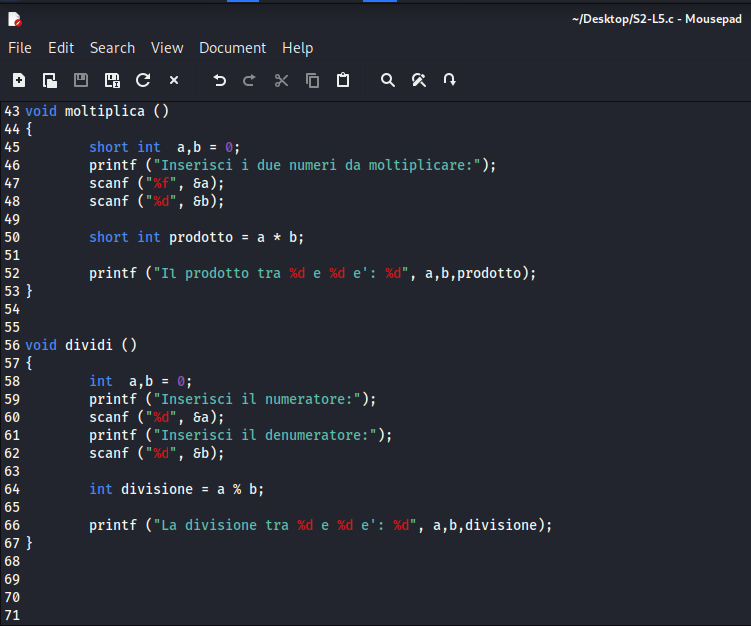 ~/Desktop/S2-L5.c - Mousepad
File Edit Search View Document Help
43 void moltiplica ()
44 {
45         short int  a,b = 0;
46         printf ("Inserisci i due numeri da moltiplicare:");
47         scanf ("%f", &a);
48         scanf ("%d", &b);
49
50         short int prodotto = a * b;
51
52         printf ("Il prodotto tra %d e %d e': %d", a,b,prodotto);
53 }
54
55
56 void dividi ()
57 {
58         int  a,b = 0;
59         printf ("Inserisci il numeratore:");
60         scanf ("%d", &a);
61         printf ("Inserisci il denumeratore:");
62         scanf ("%d", &b);
63
64         int divisione = a % b;
65
66         printf ("La divisione tra %d e %d e': %d", a,b,divisione);
67 }
68
69
70
71